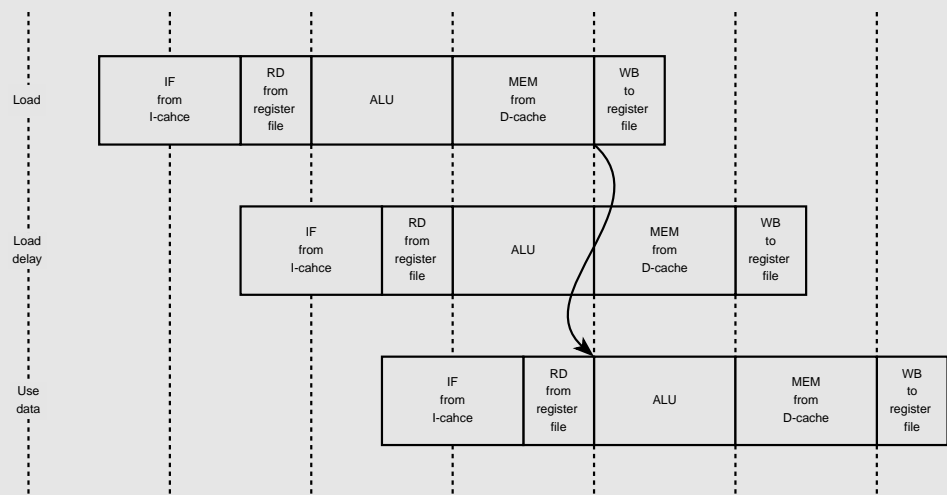 Load
IF
from
I-cahce
RD
from
register
file
ALU
MEM
from
D-cache
WB
to
register
file
Load
delay
IF
from
I-cahce
RD
from
register
file
ALU
MEM
from
D-cache
WB
to
register
file
Use
data
IF
from
I-cahce
RD
from
register
file
ALU
MEM
from
D-cache
WB
to
register
file